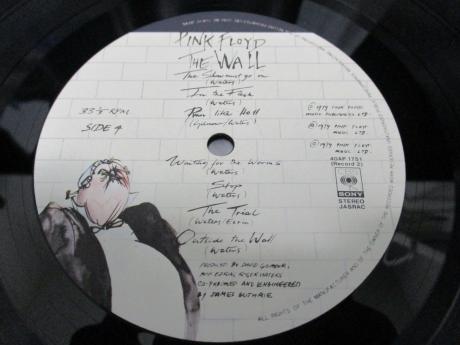 PINK FLOYD
THE WALL
The Show must go on
(Waters)
In the Flesh
(Waters)
Run like Hell
(Gilmour/Waters)
33⅓ RPM
SIDE 4
Waiting for the Worms
(Waters)
Stop
(Waters)
The Trial
(Waters/Ezrin)
Outside the Wall
(Waters)
PRODUCED BY DAVID GILMOUR,
BOB EZRIN, ROGER WATERS
CO-PRODUCED AND ENGINEERED
BY JAMES GUTHRIE
Ⓟ 1979 PINK FLOYD
MUSIC PUBLISHERS LTD.
Ⓟ 1979 PINK FLOYD
MUSIC LTD.
Ⓟ 1979 PINK FLOYD
MUSIC LTD.
40AP 1751
(Record 2)
SONY
STEREO
JASRAC
ALL RIGHTS OF THE MANUFACTURER AND OF THE OWNER OF THE